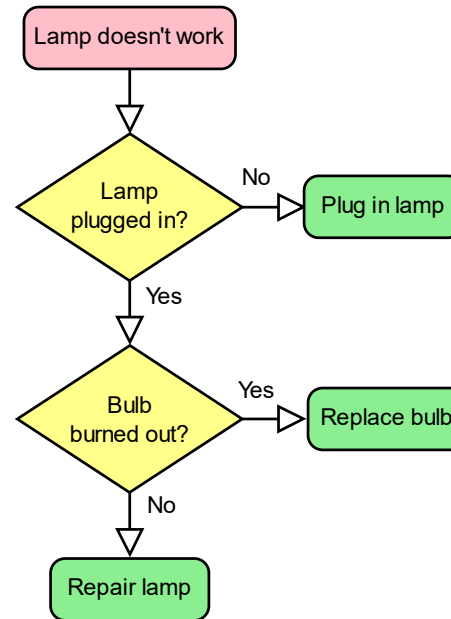 Lamp doesn't work
Lamp
plugged in?
No
Plug in lamp
Yes
Bulb
burned out?
Yes
Replace bulb
No
Repair lamp